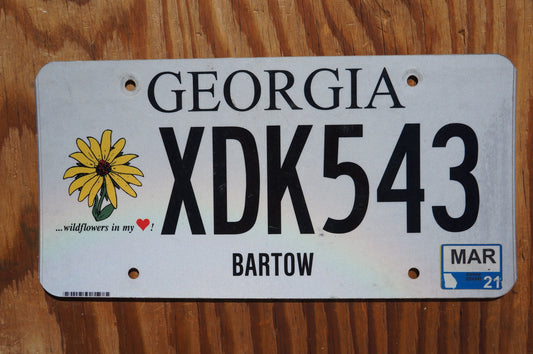 GEORGIA
XDK543
...wildflowers in my ❤!
BARTOW
MAR
21